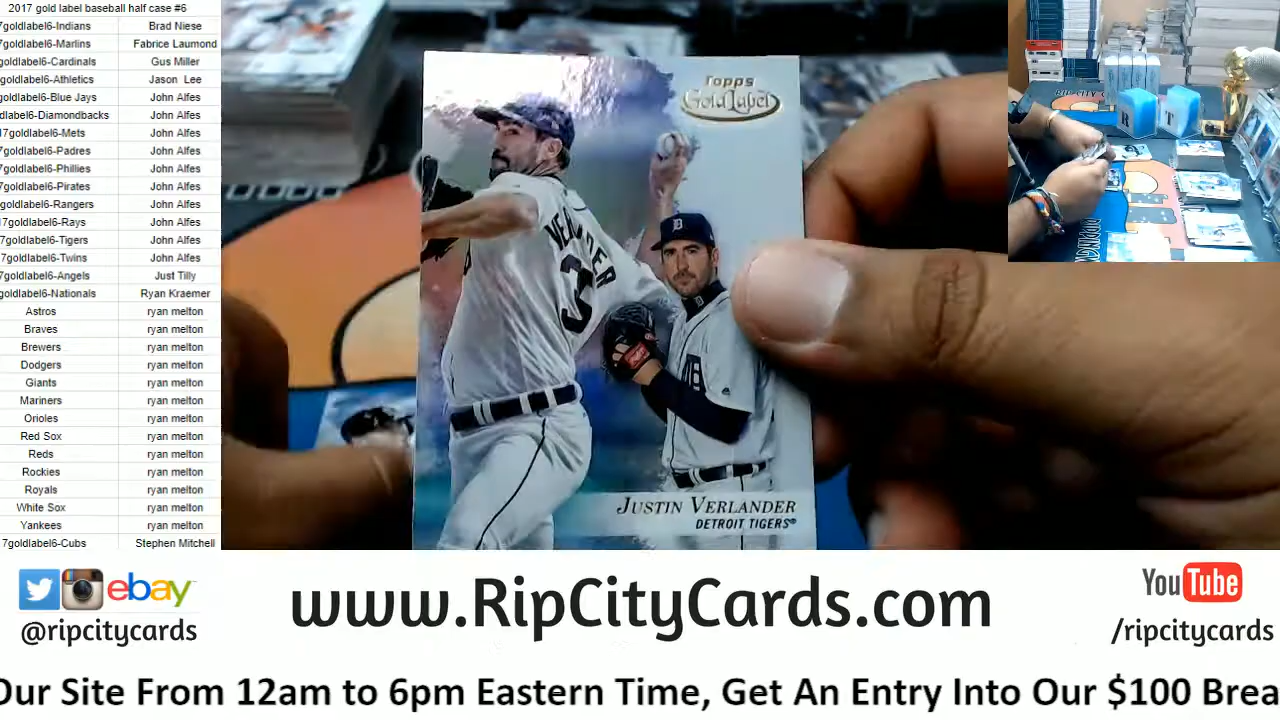 2017 gold label baseball half case #6
7goldlabel6-Indians Brad Niese
7goldlabel6-Marlins Fabrice Laumond
goldlabel6-Cardinals Gus Miller
goldlabel6-Athletics Jason Lee
goldlabel6-Blue Jays John Alfes
dlabel6-Diamondbacks John Alfes
17goldlabel6-Mets John Alfes
7goldlabel6-Padres John Alfes
7goldlabel6-Phillies John Alfes
7goldlabel6-Pirates John Alfes
goldlabel6-Rangers John Alfes
17goldlabel6-Rays John Alfes
7goldlabel6-Tigers John Alfes
7goldlabel6-Twins John Alfes
7goldlabel6-Angels Just Tilly
goldlabel6-Nationals Ryan Kraemer
Astros ryan melton
Braves ryan melton
Brewers ryan melton
Dodgers ryan melton
Giants ryan melton
Mariners ryan melton
Orioles ryan melton
Red Sox ryan melton
Reds ryan melton
Rockies ryan melton
Royals ryan melton
White Sox ryan melton
Yankees ryan melton
7goldlabel6-Cubs Stephen Mitchell
Topps
Gold Label
D
JUSTIN VERLANDER
DETROIT TIGERS®
R T
ebay
@ripcitycards
www.RipCityCards.com
YouTube
/ripcitycards
Our Site From 12am to 6pm Eastern Time, Get An Entry Into Our $100 Brea